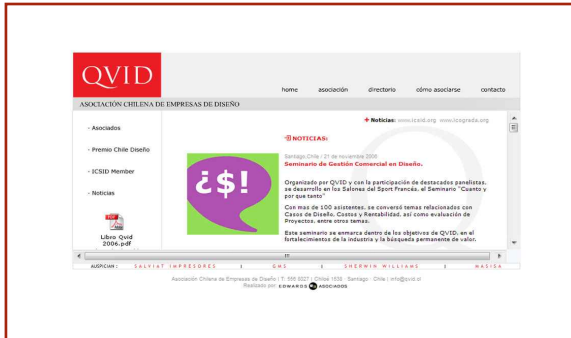 QVID
home asociación directorio cómo asociarse contacto
ASOCIACIÓN CHILENA DE EMPRESAS DE DISEÑO
+ Noticias: www.icsid.org www.icograda.org
- Asociados
- Premio Chile Diseño
- ICSID Member
- Noticias
Libro Qvid
2006.pdf
NOTICIAS:
Santiago,Chile / 21 de noviembre 2009
Seminario de Gestión Comercial en Diseño.
¿$!
Organizado por QVID y con la participación de destacados panelistas,
se desarrollo en los Salones del Sport Francés, el Seminario "Cuanto y
por que tanto"
Con mas de 100 asistentes, se conversó temas relacionados con
Casos de Diseño, Costos y Rentabilidad, así como evaluación de
Proyectos, entre otros temas.
Este seminario se enmarca dentro de los objetivos de QVID, en el
fortalecimientos de la industria y la búsqueda permanente de valor.
AUSPICIAN: SALVIAT IMPRESORES | GMS | SHERWIN WILLIAMS | MASISA
Asociación Chilena de Empresas de Diseño | Santiago - Chile | info@qvid.cl
Realizado por EDWARDS ASOCIADOS